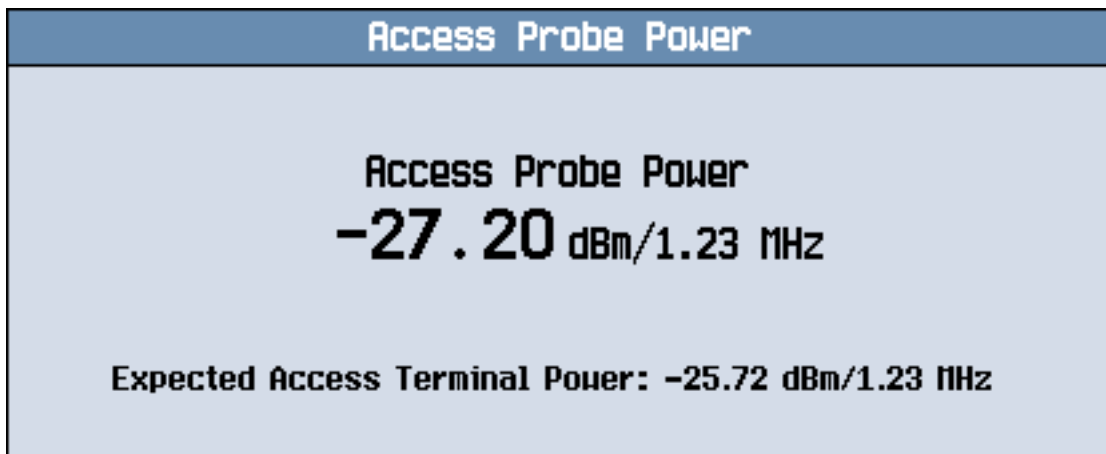 Access Probe Power
Access Probe Power
-27.20 dBm/1.23 MHz
Expected Access Terminal Power: -25.72 dBm/1.23 MHz